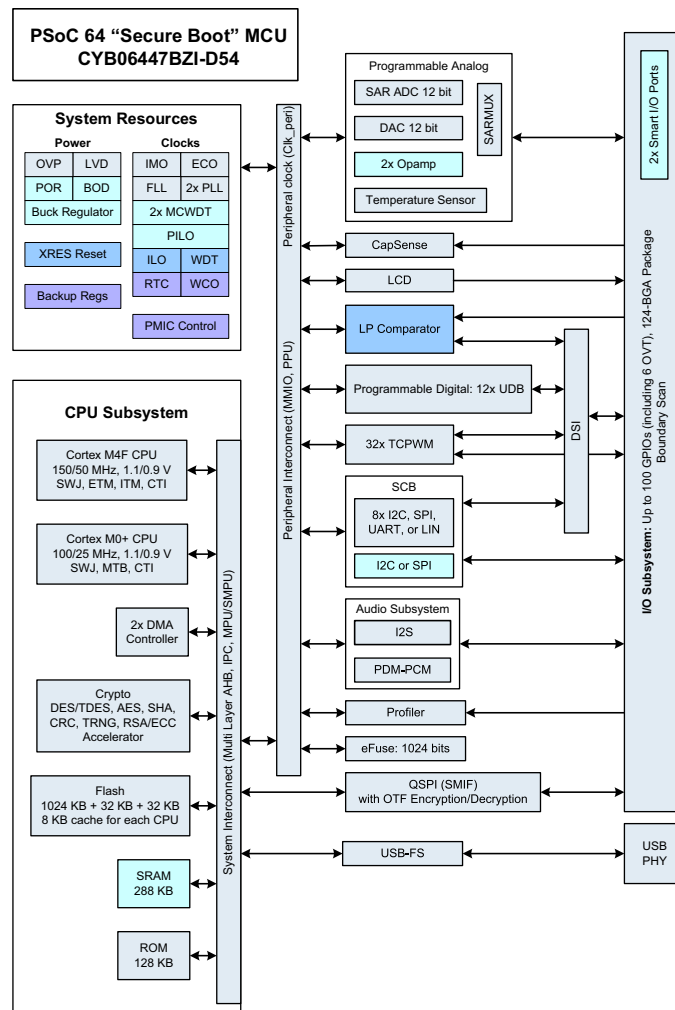 PSoC 64 “Secure Boot” MCU
CYB06447BZI-D54
System Resources
Power
Clocks
OVP
LVD
POR
BOD
Buck Regulator
XRES Reset
Backup Regs
IMO
ECO
FLL
2x PLL
2x MCWDT
PILO
ILO
WDT
RTC
WCO
PMIC Control
CPU Subsystem
Cortex M4F CPU
150/50 MHz, 1.1/0.9 V
SWJ, ETM, ITM, CTI
Cortex M0+ CPU
100/25 MHz, 1.1/0.9 V
SWJ, MTB, CTI
2x DMA
Controller
Crypto
DES/TDES, AES, SHA,
CRC, TRNG, RSA/ECC
Accelerator
Flash
1024 KB + 32 KB + 32 KB
8 KB cache for each CPU
SRAM
288 KB
ROM
128 KB
System Interconnect (Multi Layer AHB, IPC, MPU/SMPU)
Peripheral clock (Clk_peri)
Peripheral Interconnect (MMIO, PPU)
Programmable Analog
SAR ADC 12 bit
DAC 12 bit
2x Opamp
Temperature Sensor
SARMUX
CapSense
LCD
LP Comparator
Programmable Digital: 12x UDB
32x TCPWM
SCB
8x I2C, SPI,
UART, or LIN
I2C or SPI
Audio Subsystem
I2S
PDM-PCM
Profiler
eFuse: 1024 bits
QSPI (SMIF)
with OTF Encryption/Decryption
USB-FS
DSI
2x Smart I/O Ports
I/O Subsystem: Up to 100 GPIOs (including 6 OVT), 124-BGA Package
Boundary Scan
USB
PHY